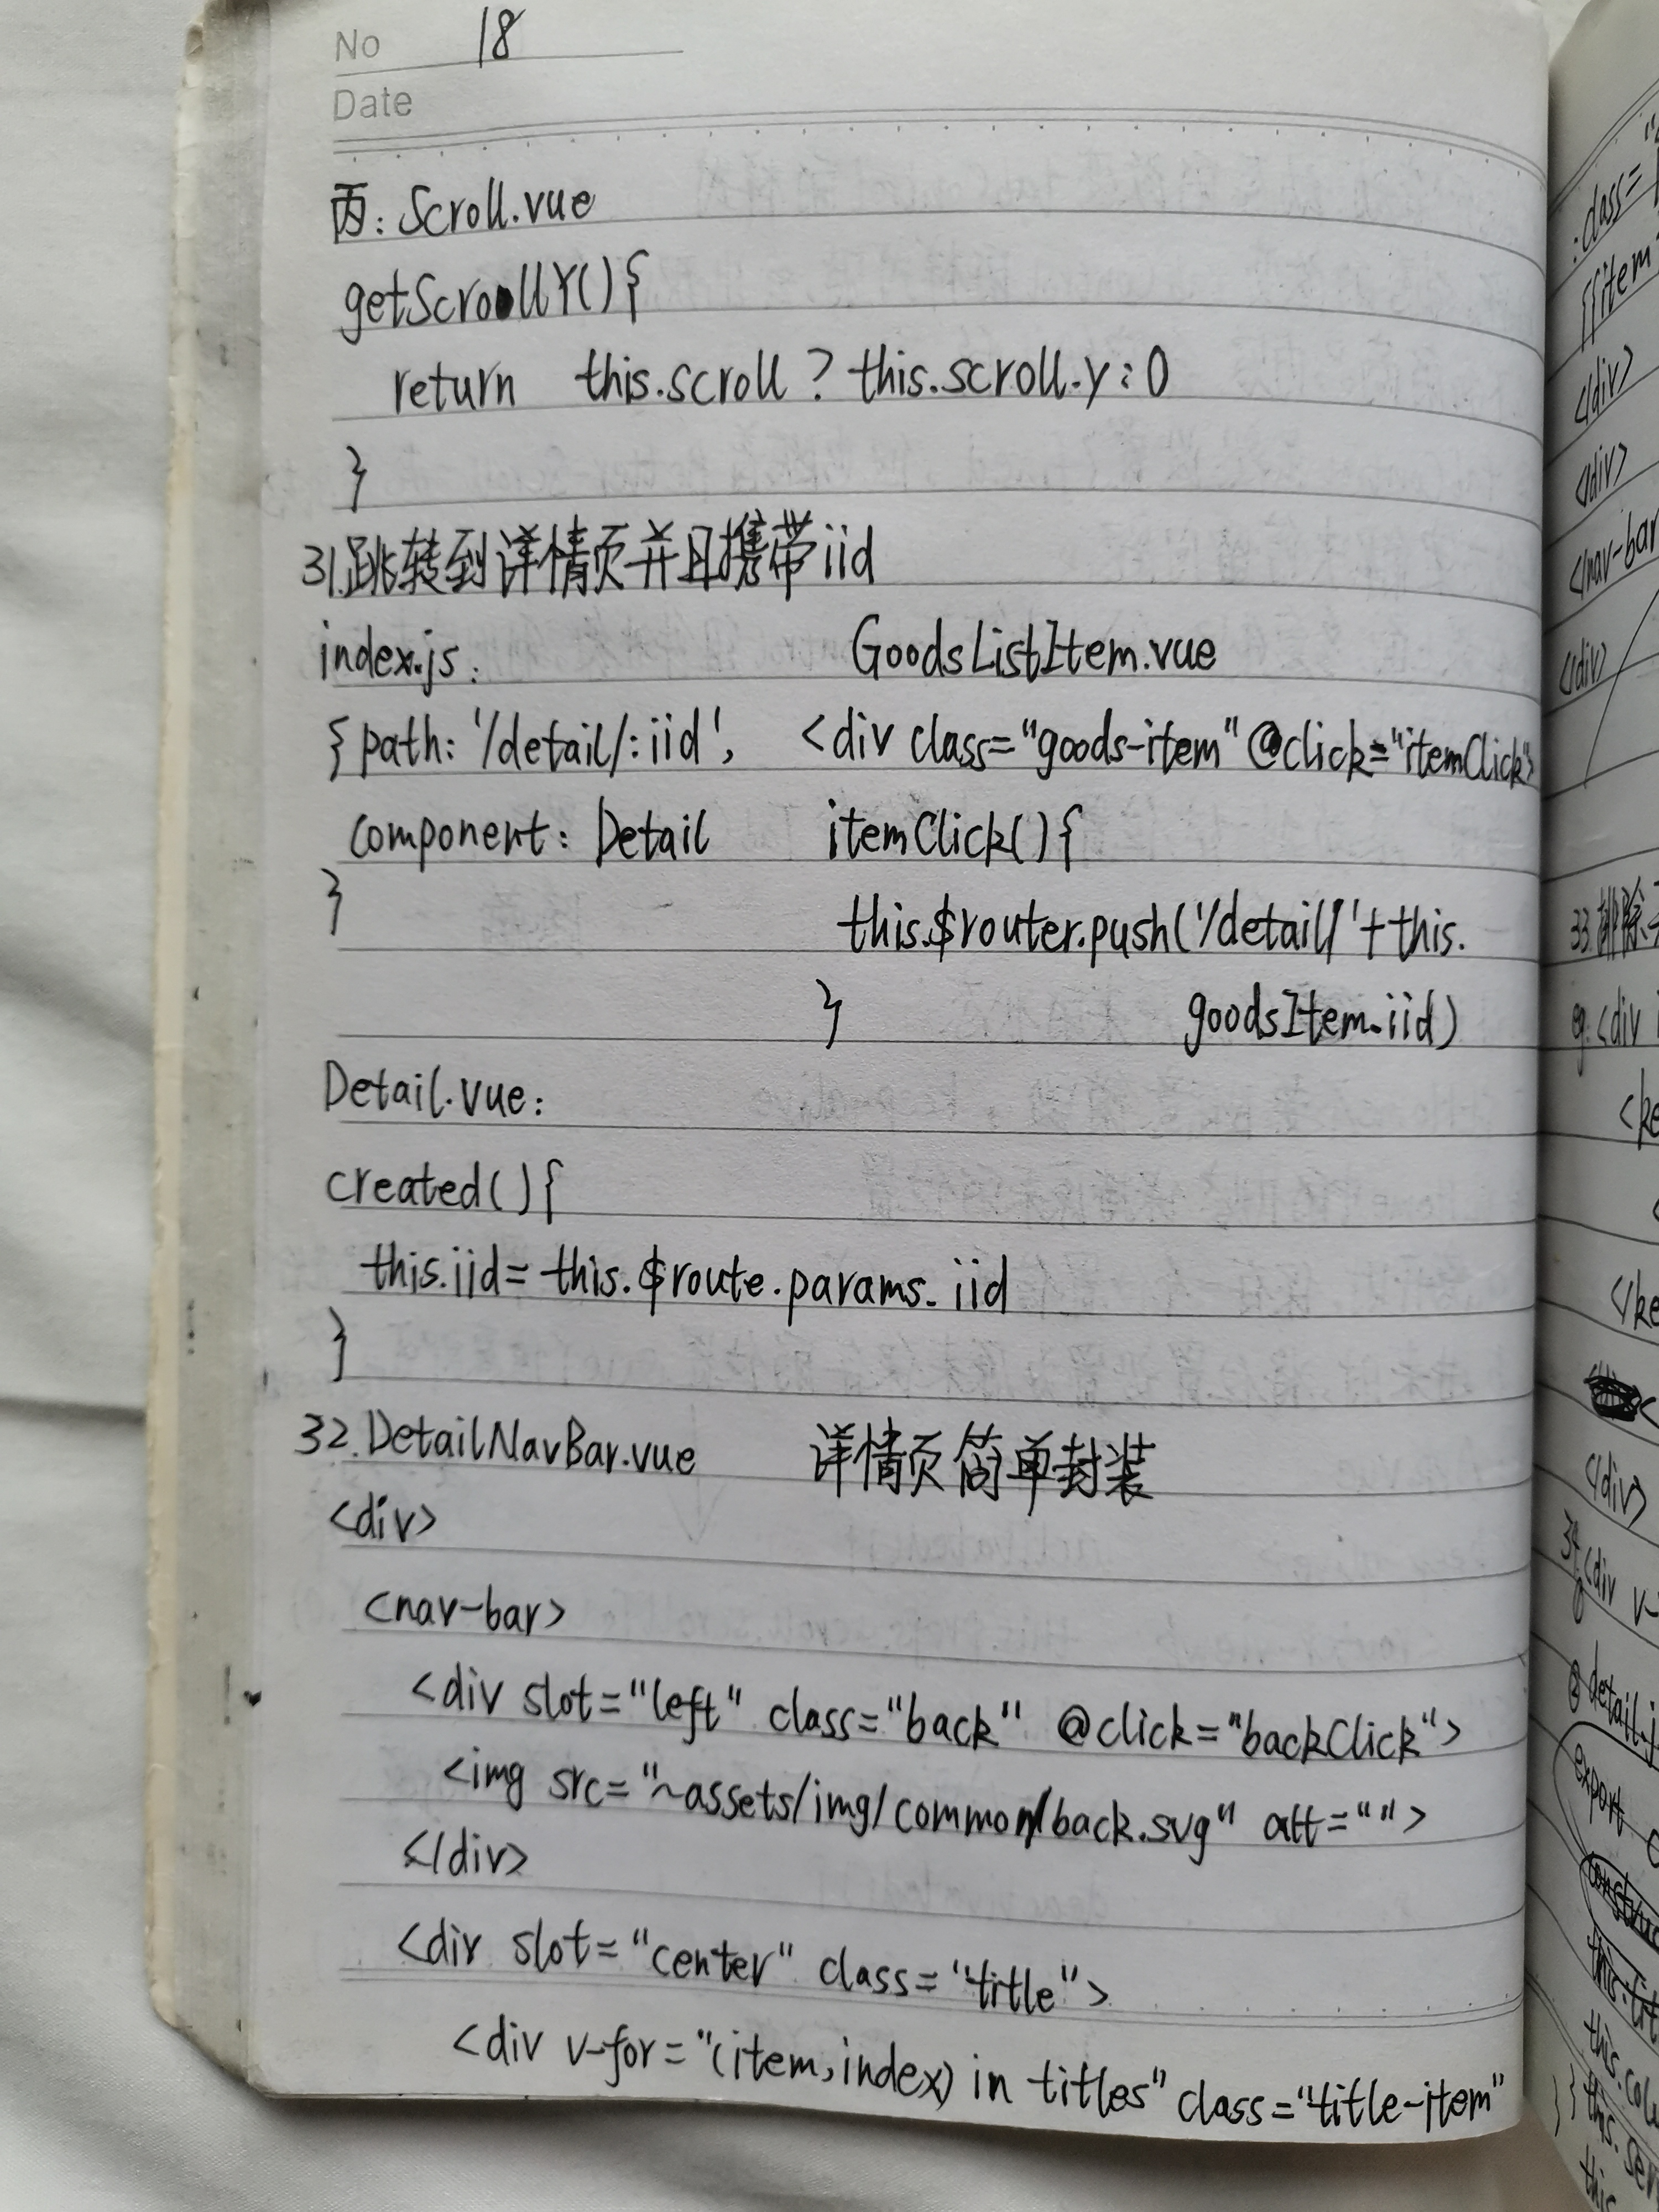 No 18
Date
丙: Scroll.vue
getScrollY(){
return this.scroll ? this.scroll.y : 0
}
31.跳转到详情页并且携带iid
index.js:
{path: '/detail/:iid',
component: Detail
}
GoodsListItem.vue
<div class="goods-item" @click="itemClick">
itemClick(){
this.$router.push('/detail/'+this.
goodsItem.iid)
}
Detail.vue:
created(){
this.iid = this.$route.params.iid
}
32.DetailNavBar.vue 详情页简单封装
<div>
<nav-bar>
<div slot="left" class="back" @click="backClick">
<img src="~assets/img/common/back.svg" alt="">
</div>
<div slot="center" class="title">
<div v-for="(item,index) in titles" class="title-item"
:class=
{{item
</div>
<div>
</nav-bar
</div>
33.排除
eg:<div
<ke
</ke
</div>
34.
<div v-
detail.j
export
this.
this.
this